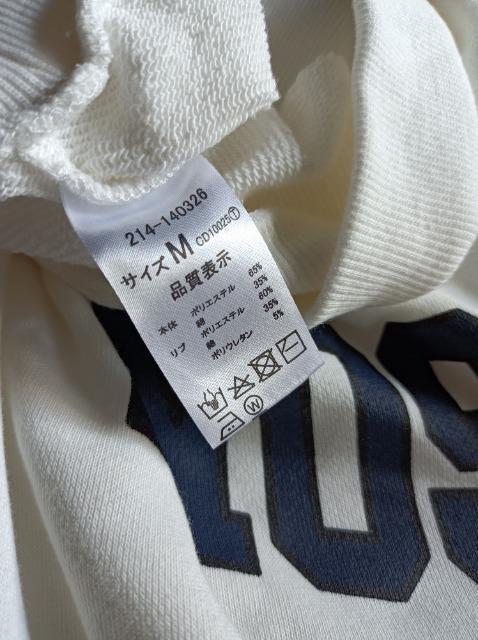 214-140326
サイズ M CD10025Ⓣ
品質表示
本体 ポリエステル 65%
綿 35%
リブ ポリエステル 60%
綿 35%
ポリウレタン 5%
W
OS